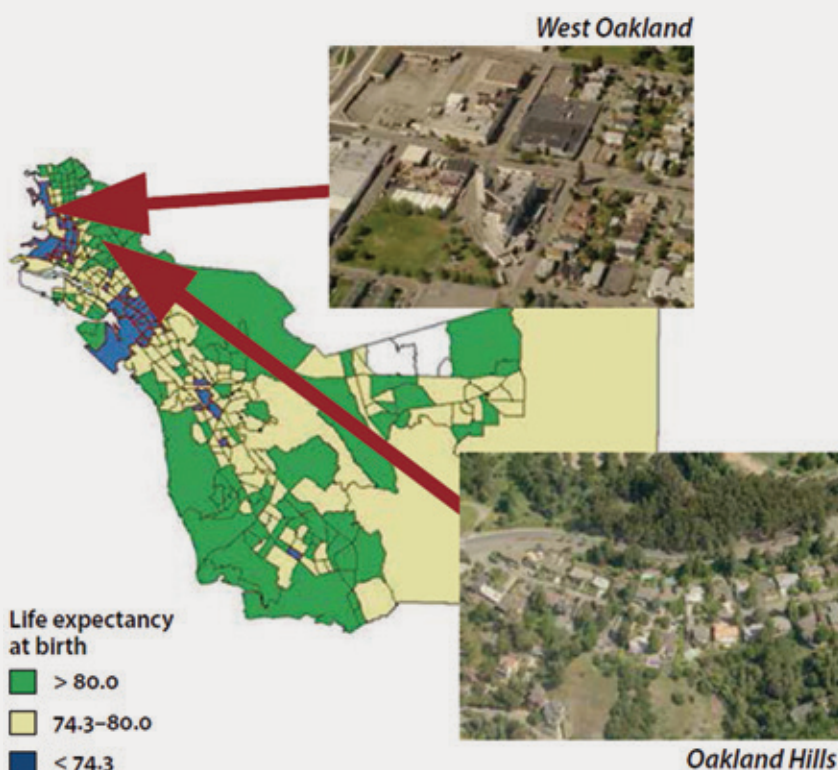 West Oakland
Life expectancy
at birth
> 80.0
74.3–80.0
< 74.3
Oakland Hills